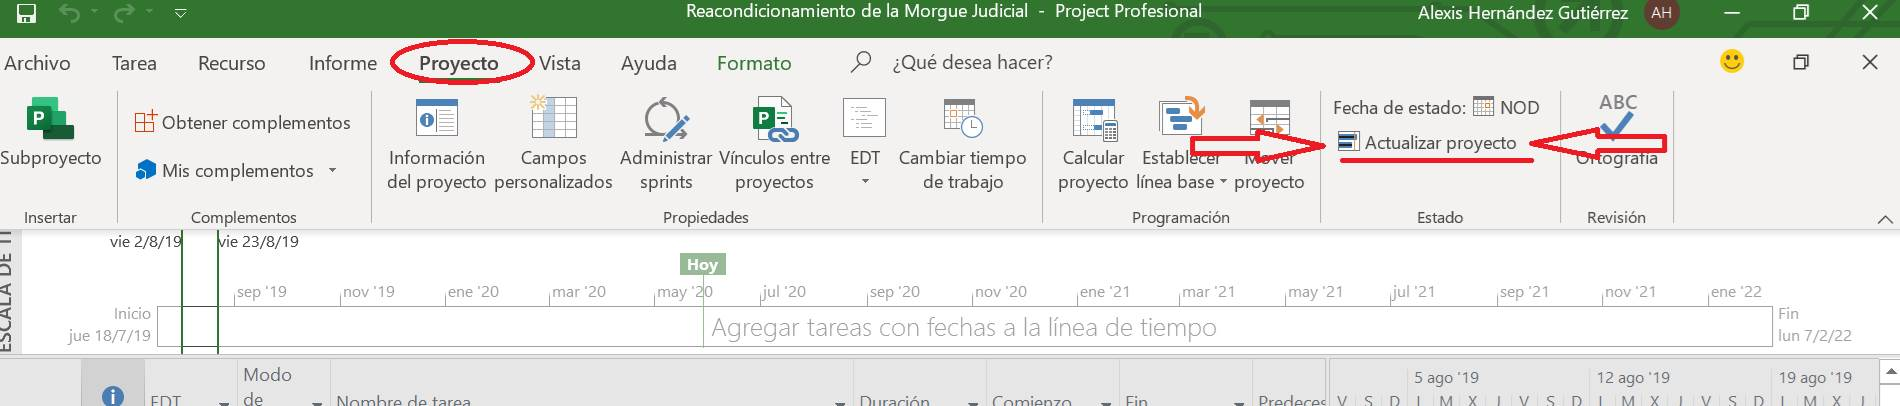 Reacondicionamiento de la Morgue Judicial - Project Profesional
Alexis Hernández Gutiérrez AH
Archivo Tarea Recurso Informe Proyecto Vista Ayuda Formato ¿Qué desea hacer?
Subproyecto
Insertar
Obtener complementos
Mis complementos
Complementos
Información del proyecto
Campos personalizados
Administrar sprints
Vínculos entre proyectos
EDT
Cambiar tiempo de trabajo
Propiedades
Calcular proyecto
Establecer línea base
Mover proyecto
Programación
Fecha de estado: NOD
Actualizar proyecto
Estado
ABC
Ortografía
Revisión
vie 2/8/19 vie 23/8/19
Hoy
sep '19 nov '19 ene '20 mar '20 may '20 jul '20 sep '20 nov '20 ene '21 mar '21 may '21 jul '21 sep '21 nov '21 ene '22
Inicio
jue 18/7/19
Agregar tareas con fechas a la línea de tiempo
Fin
lun 7/2/22
5 ago '19 12 ago '19 19 ago '19
EDT
Modo de
Nombre de tarea
Duración
Comienzo
Fin
Predeces
V S D L M X J V S D L M X J V S D L M X J